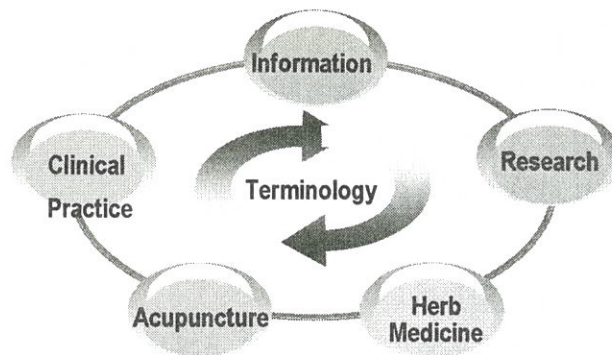 Information
Clinical
Practice
Research
Terminology
Acupuncture
Herb
Medicine